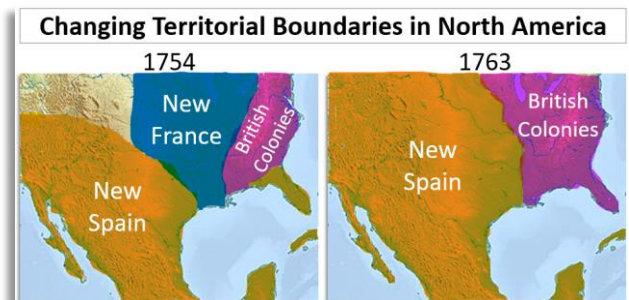 Changing Territorial Boundaries in North America
1754
New
France
British
Colonies
New
Spain
1763
British
Colonies
New
Spain